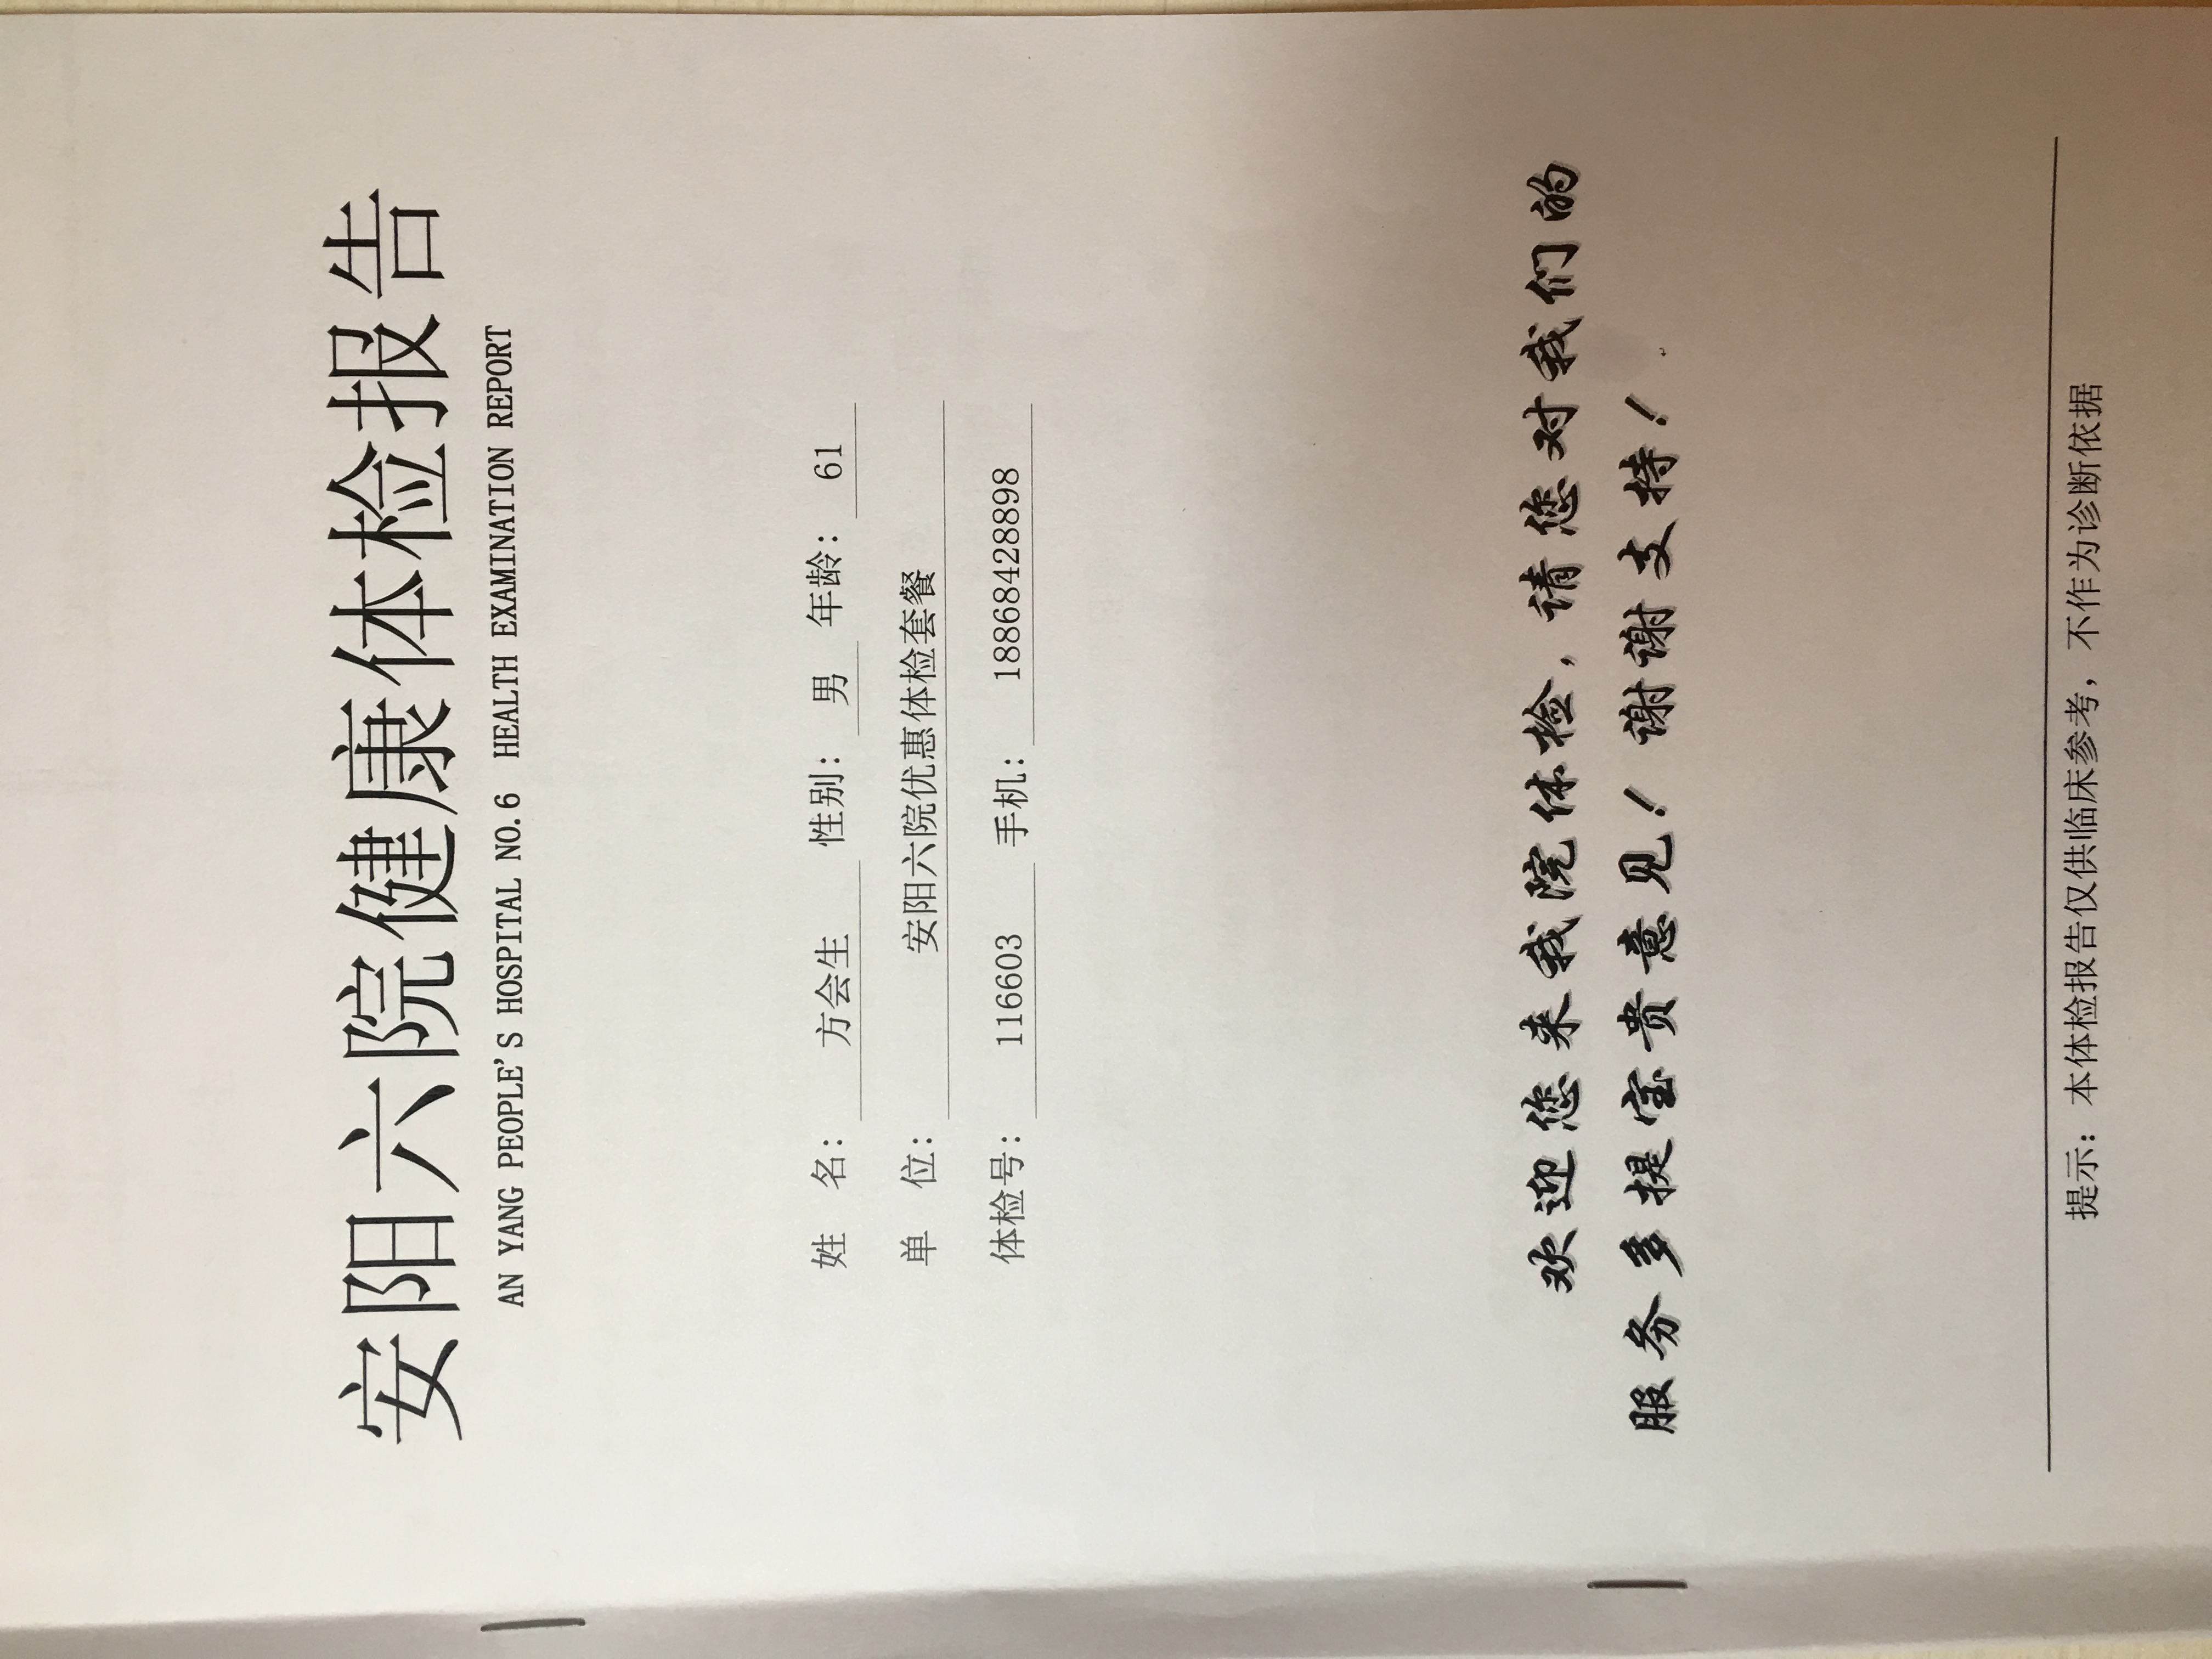 安阳六院健康体检报告
AN YANG PEOPLE'S HOSPITAL NO.6 HEALTH EXAMINATION REPORT
姓 名: 方会生 性别: 男 年龄: 61
单 位: 安阳六院优惠体检套餐
体检号: 116603 手机: 18868428898
欢迎您来我院体检,请您对我们的
服务多提宝贵意见!谢谢支持!
提示:本体检报告仅供临床参考,不作为诊断依据